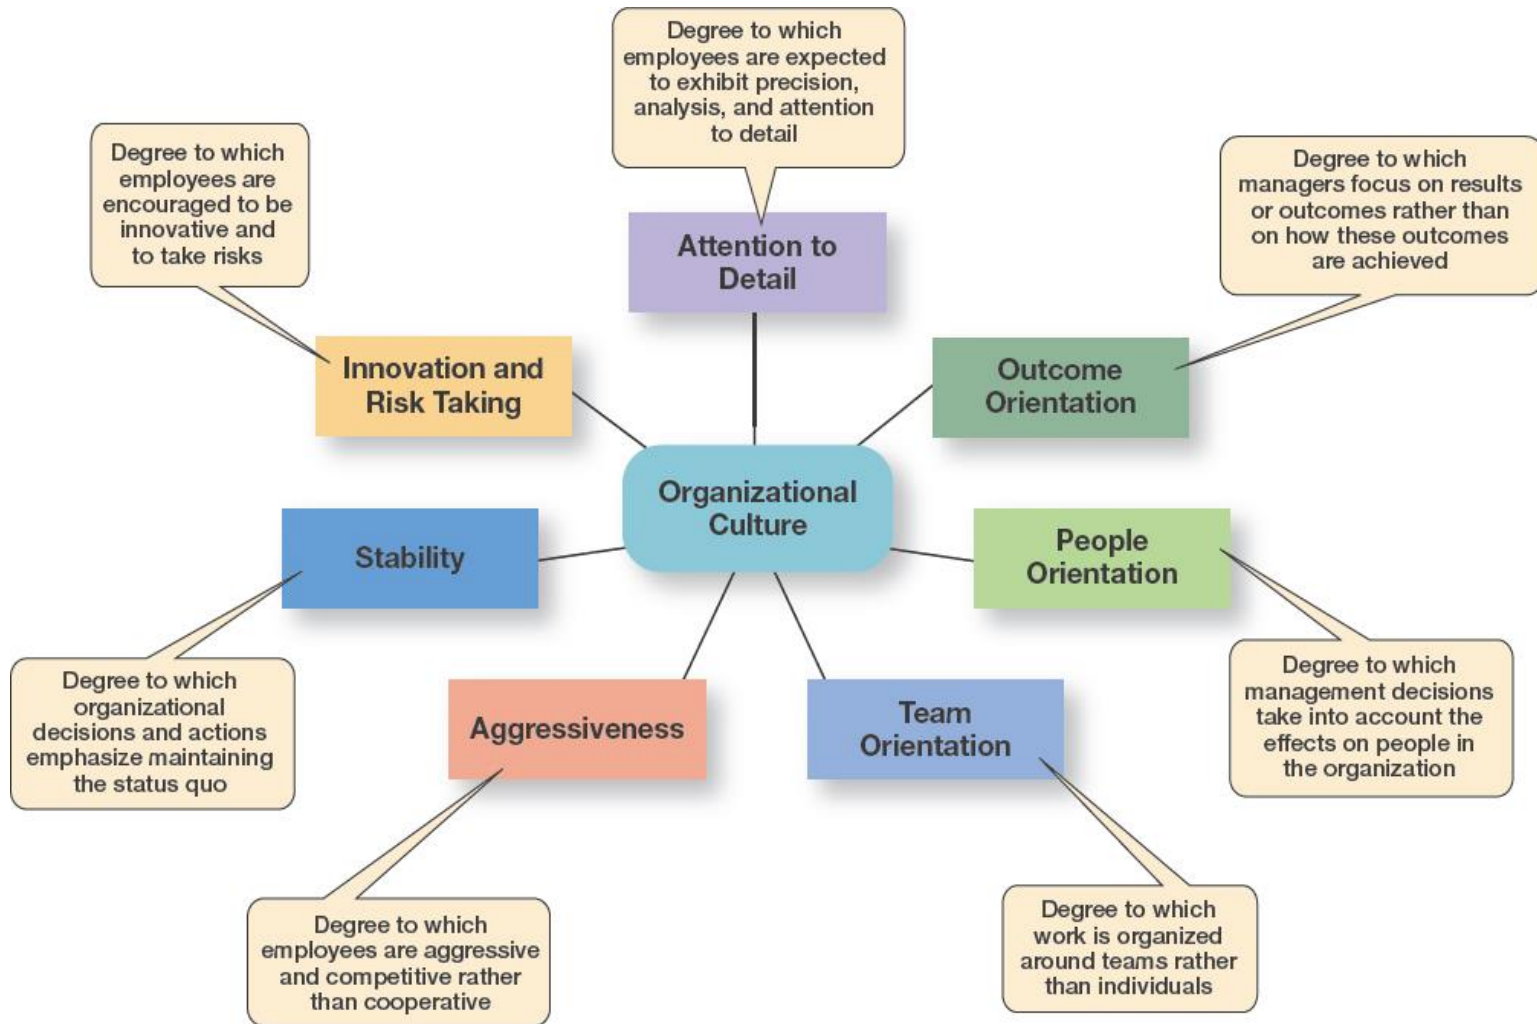 Degree to which
employees are expected
to exhibit precision,
analysis, and attention
to detail
Degree to which
employees are
encouraged to be
innovative and
to take risks
Degree to which
managers focus on results
or outcomes rather than
on how these outcomes
are achieved
Attention to
Detail
Innovation and
Risk Taking
Outcome
Orientation
Organizational
Culture
Stability
People
Orientation
Degree to which
organizational
decisions and actions
emphasize maintaining
the status quo
Aggressiveness
Team
Orientation
Degree to which
management decisions
take into account the
effects on people in
the organization
Degree to which
employees are aggressive
and competitive rather
than cooperative
Degree to which
work is organized
around teams rather
than individuals